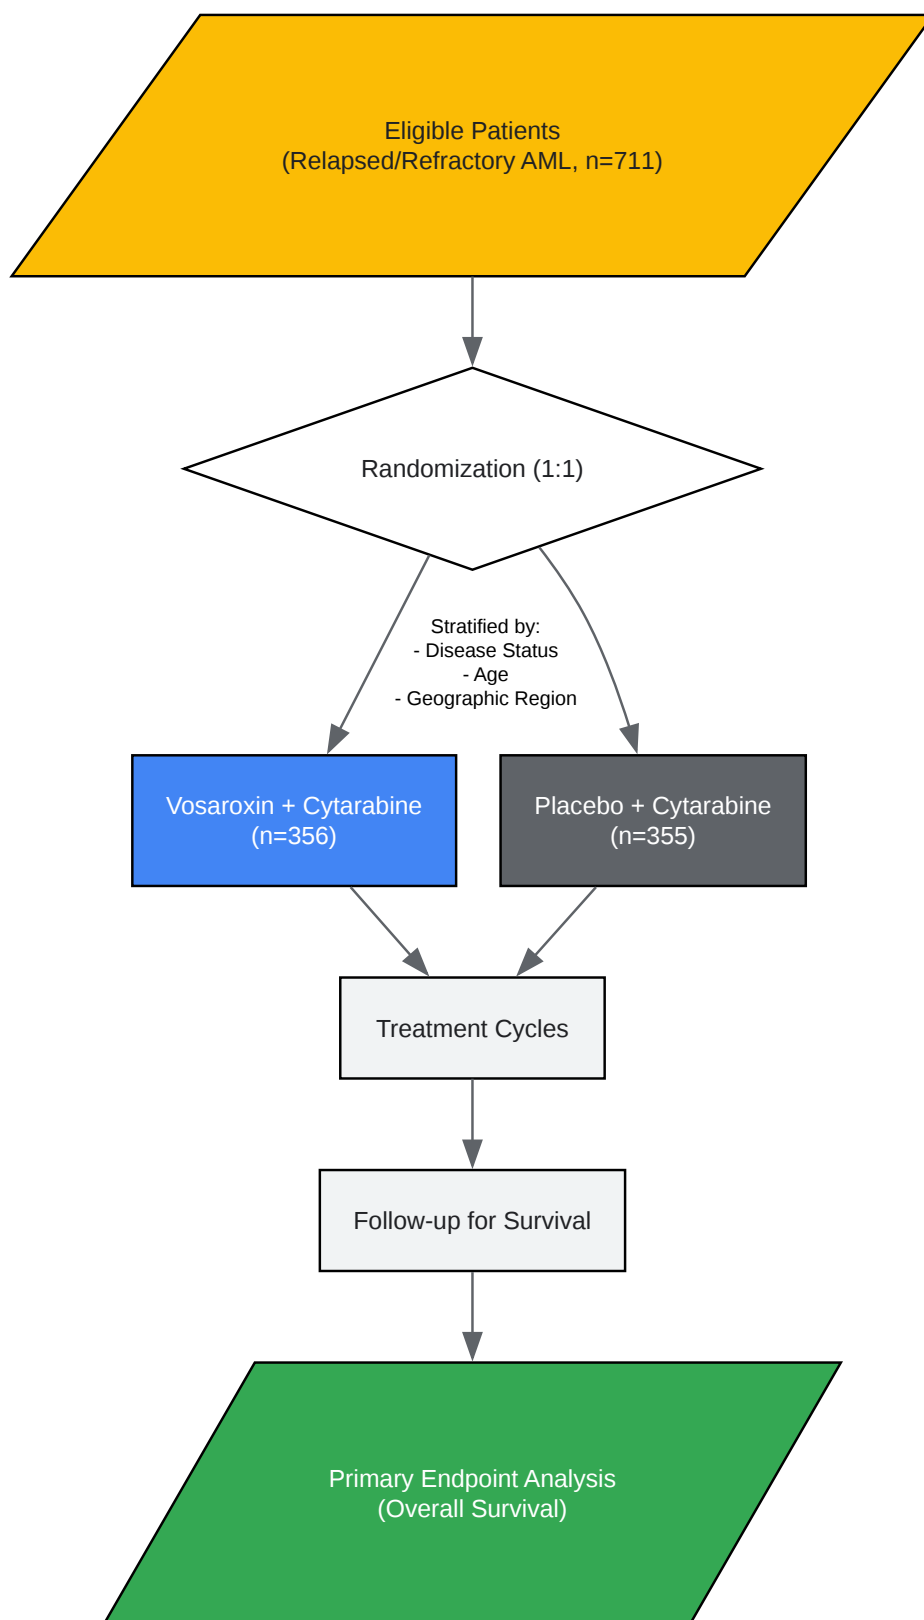 Eligible Patients
(Relapsed/Refractory AML, n=711)
Randomization (1:1)
Stratified by:
- Disease Status
- Age
- Geographic Region
Vosaroxin + Cytarabine
(n=356)
Placebo + Cytarabine
(n=355)
Treatment Cycles
Follow-up for Survival
Primary Endpoint Analysis
(Overall Survival)